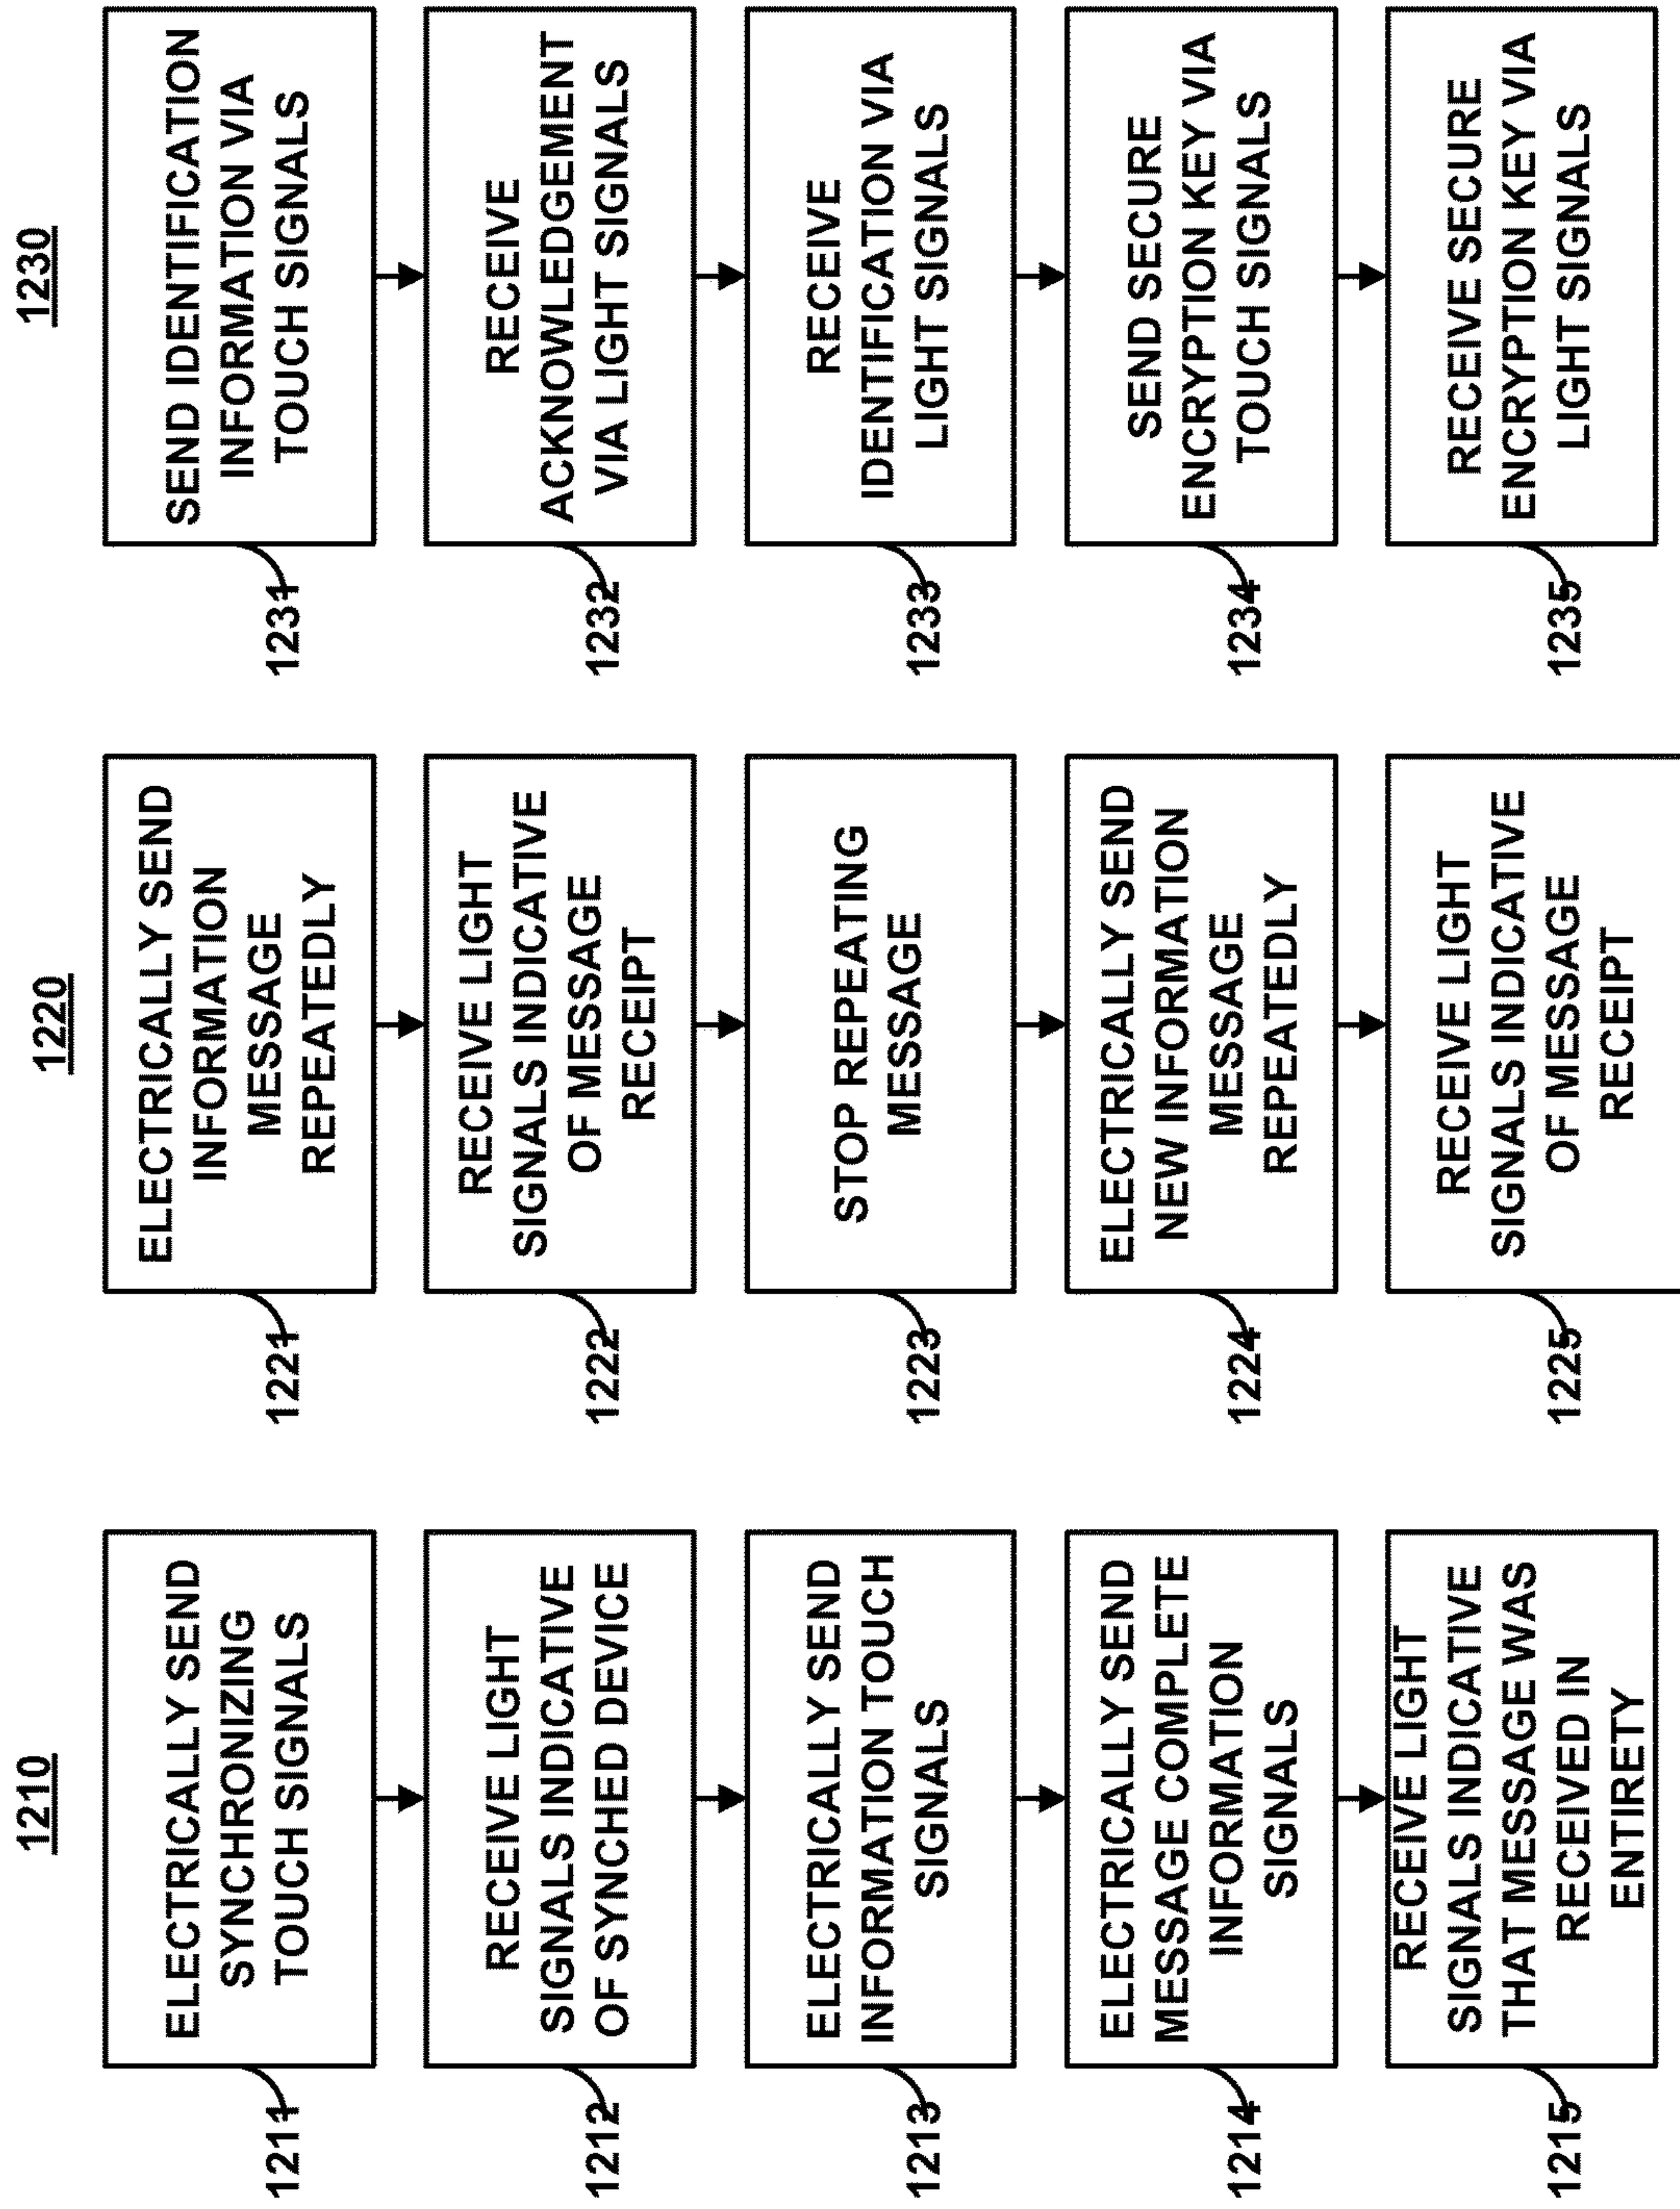 1210
1211
ELECTRICALLY SEND
SYNCHRONIZING
TOUCH SIGNALS
1212
RECEIVE LIGHT
SIGNALS INDICATIVE
OF SYNCHED DEVICE
1213
ELECTRICALLY SEND
INFORMATION TOUCH
SIGNALS
1214
ELECTRICALLY SEND
MESSAGE COMPLETE
INFORMATION
SIGNALS
1215
RECEIVE LIGHT
SIGNALS INDICATIVE
THAT MESSAGE WAS
RECEIVED IN
ENTIRETY
1220
1221
ELECTRICALLY SEND
INFORMATION
MESSAGE
REPEATEDLY
1222
RECEIVE LIGHT
SIGNALS INDICATIVE
OF MESSAGE
RECEIPT
1223
STOP REPEATING
MESSAGE
1224
ELECTRICALLY SEND
NEW INFORMATION
MESSAGE
REPEATEDLY
1225
RECEIVE LIGHT
SIGNALS INDICATIVE
OF MESSAGE
RECEIPT
1230
1231
SEND IDENTIFICATION
INFORMATION VIA
TOUCH SIGNALS
1232
RECEIVE
ACKNOWLEDGEMENT
VIA LIGHT SIGNALS
1233
RECEIVE
IDENTIFICATION VIA
LIGHT SIGNALS
1234
SEND SECURE
ENCRYPTION KEY VIA
TOUCH SIGNALS
1235
RECEIVE SECURE
ENCRYPTION KEY VIA
LIGHT SIGNALS